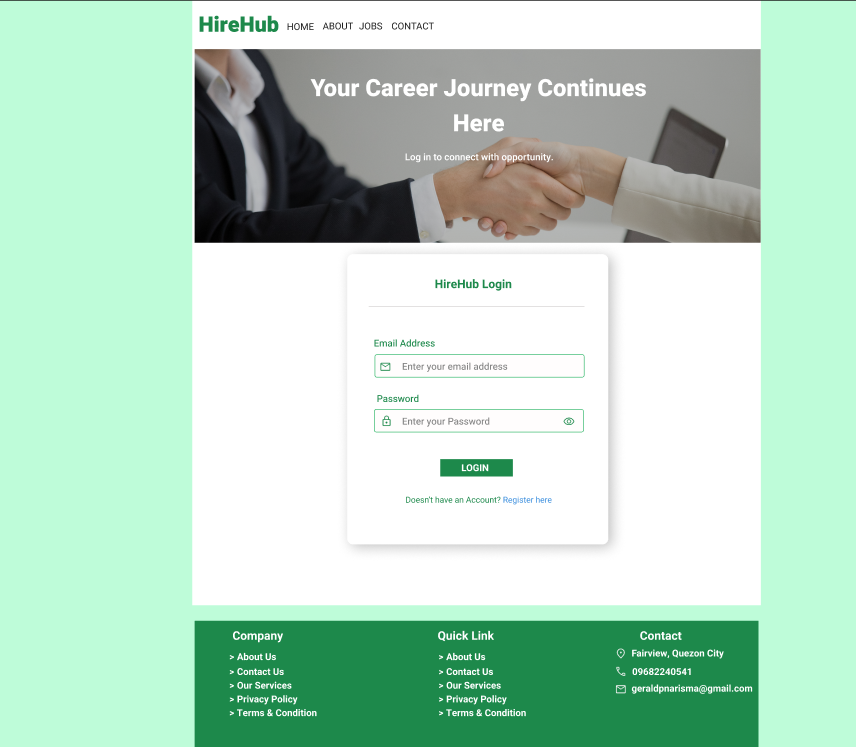 HireHub HOME ABOUT JOBS CONTACT
Your Career Journey Continues
Here
Log in to connect with opportunity.
HireHub Login
Email Address
Enter your email address
Password
Enter your Password
LOGIN
Doesn't have an Account? Register here
Company
> About Us
> Contact Us
> Our Services
> Privacy Policy
> Terms & Condition
Quick Link
> About Us
> Contact Us
> Our Services
> Privacy Policy
> Terms & Condition
Contact
Fairview, Quezon City
09682240541
geraldpnarisma@gmail.com